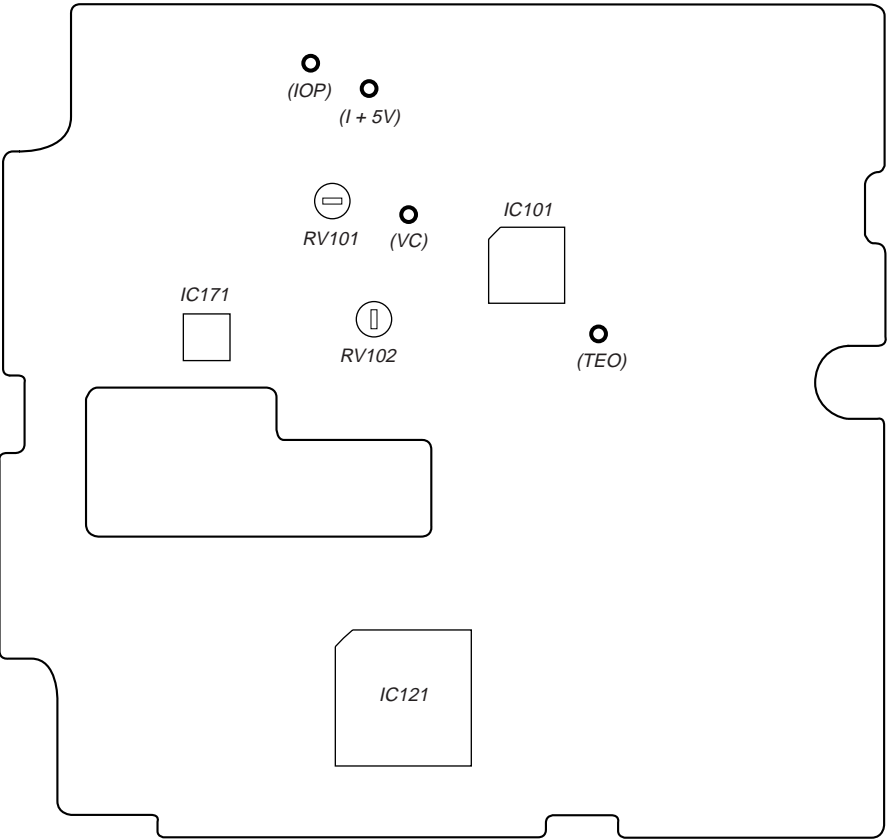 (IOP)
(I + 5V)
IC101
RV101
(VC)
IC171
RV102
(TEO)
IC121